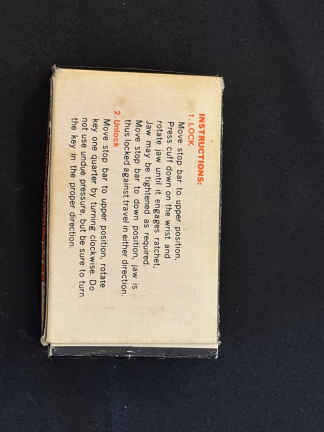 INSTRUCTIONS:
1. LOCK
Move stop bar to upper position.
Press cuff down on the wrist and
rotate jaw until it engages ratchet.
Jaw may be tightened as required.
Move stop bar to down position, jaw is
thus locked against travel in either direction.
2. Unlock
Move stop bar to upper position, rotate
key one quarter by turning clockwise. Do
not use undue pressure, but be sure to turn
the key in the proper direction.